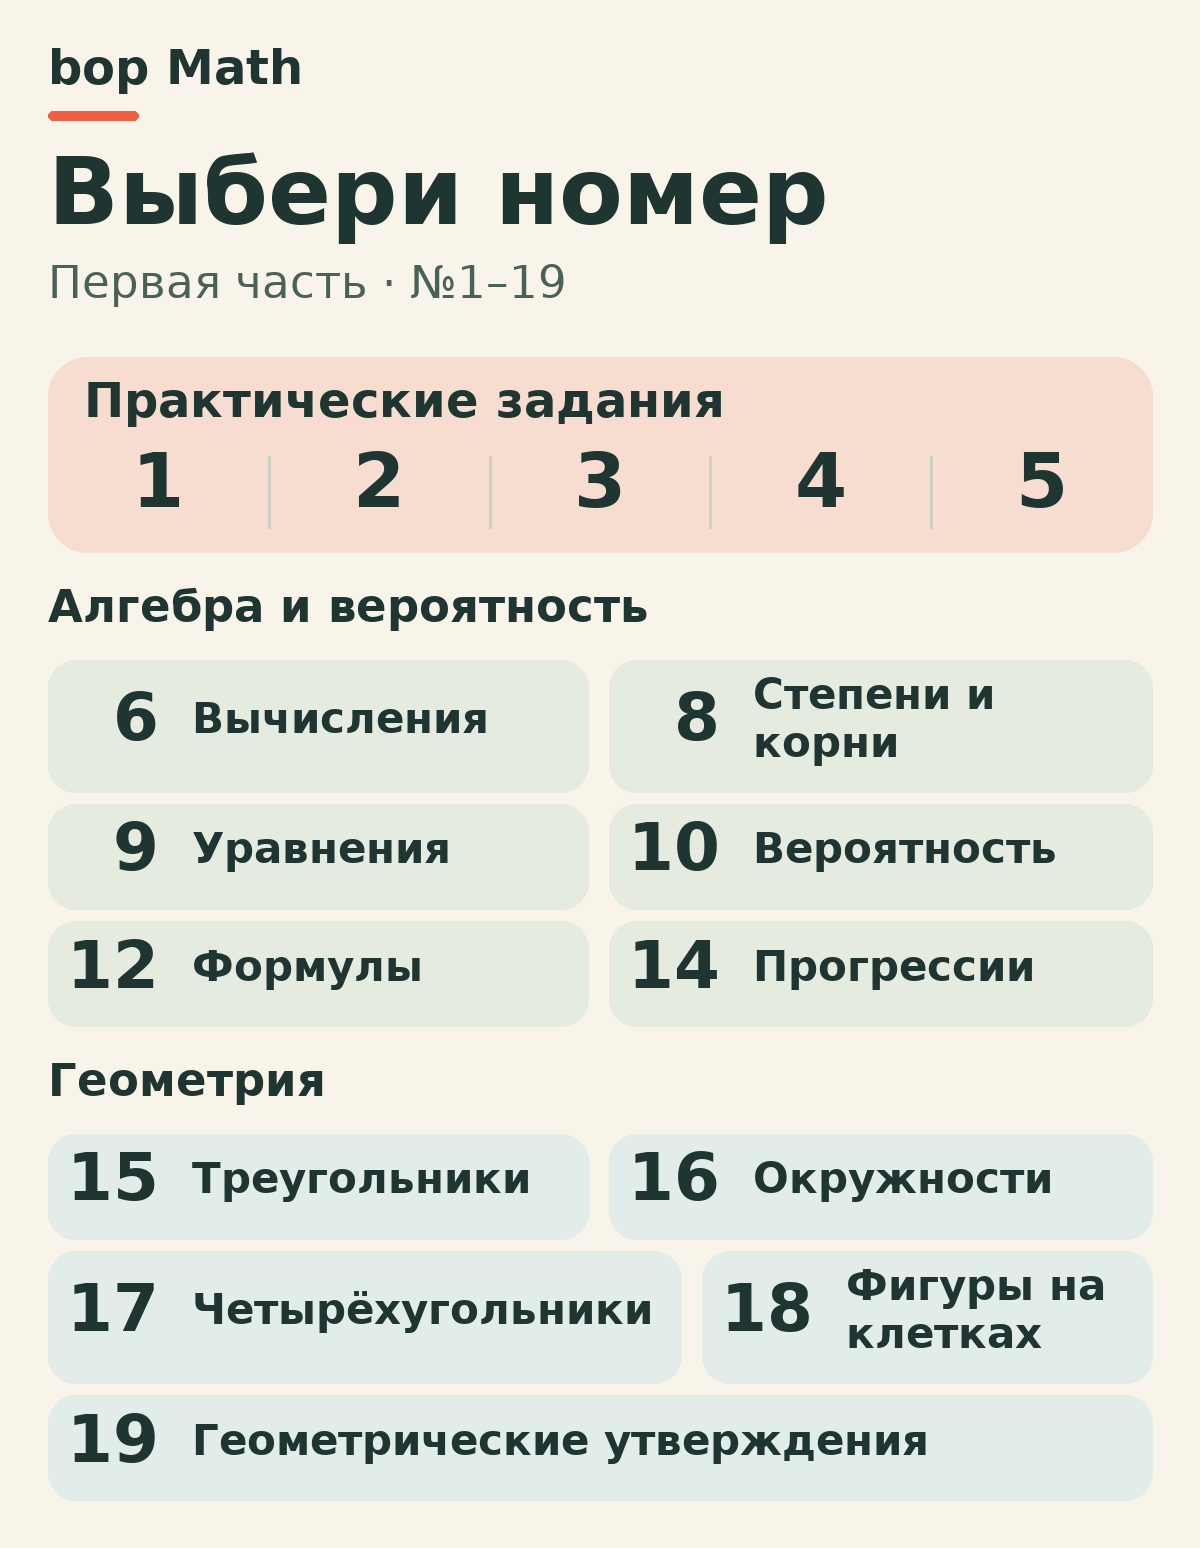 bop Math
Выбери номер
Первая часть · №1–19
Практические задания
1 2 3 4 5
Алгебра и вероятность
6 Вычисления
8 Степени и
корни
9 Уравнения
10 Вероятность
12 Формулы
14 Прогрессии
Геометрия
15 Треугольники
16 Окружности
17 Четырёхугольники
18 Фигуры на
клетках
19 Геометрические утверждения